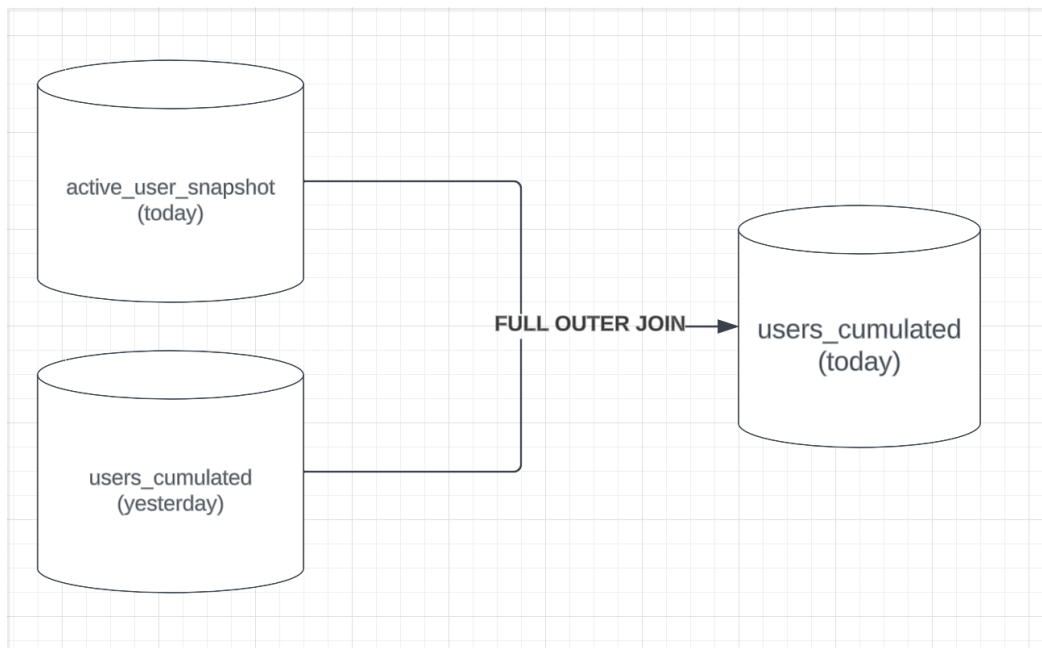 active_user_snapshot
(today)
FULL OUTER JOIN
users_cumulated
(today)
users_cumulated
(yesterday)